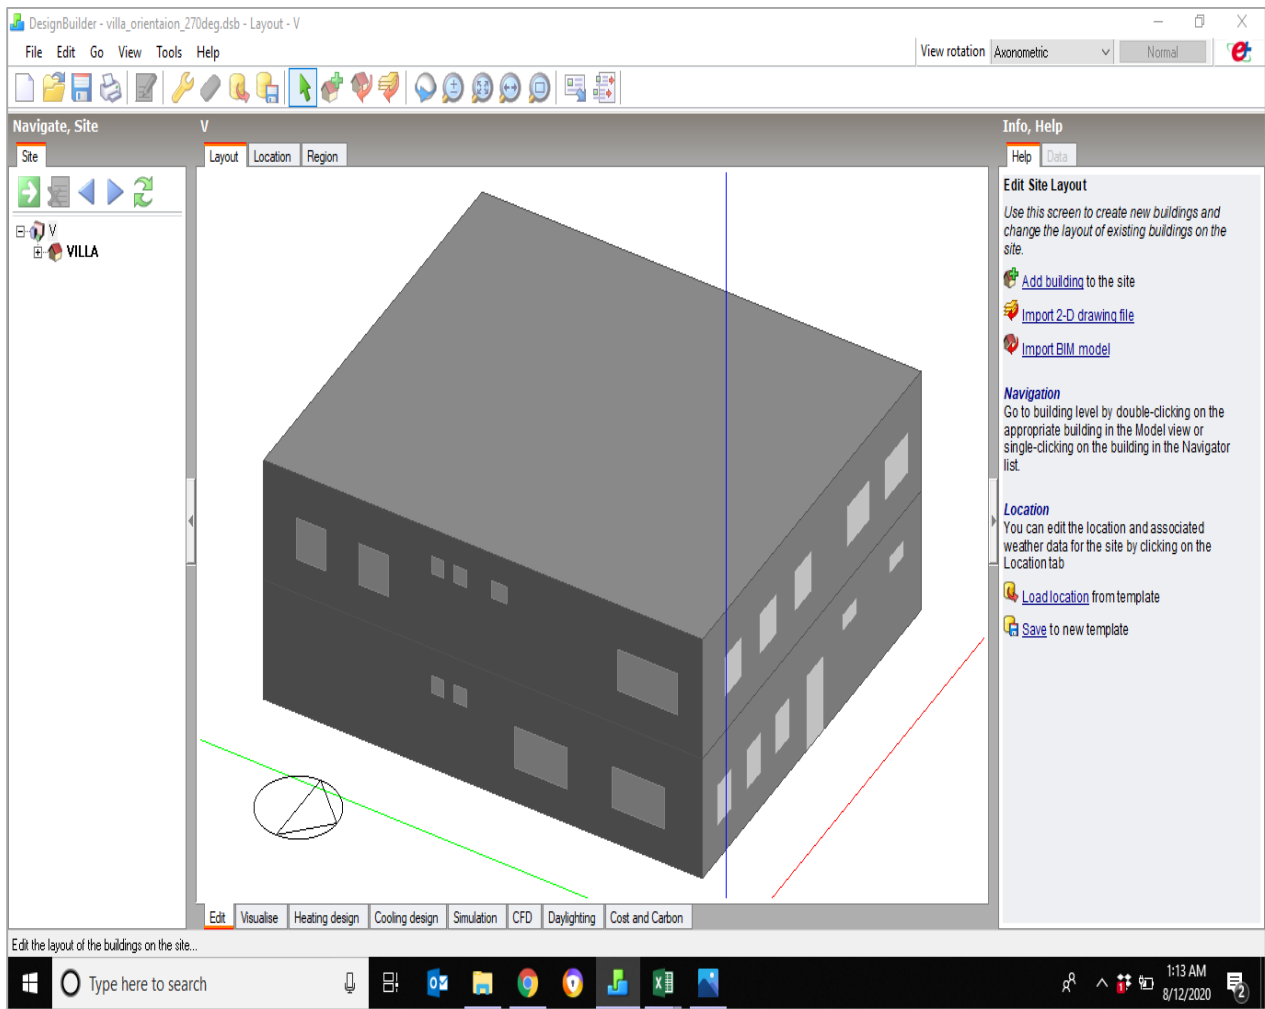 DesignBuilder - villa_orientaion_270deg.dsb - Layout - V
File Edit Go View Tools Help
View rotation Axonometric Normal
Navigate, Site
Site
V
VILLA
V
Layout Location Region
Info, Help
Help Data
Edit Site Layout
Use this screen to create new buildings and
change the layout of existing buildings on the
site.
Add building to the site
Import 2-D drawing file
Import BIM model
Navigation
Go to building level by double-clicking on the
appropriate building in the Model view or
single-clicking on the building in the Navigator
list.
Location
You can edit the location and associated
weather data for the site by clicking on the
Location tab
Load location from template
Save to new template
Edit Visualise Heating design Cooling design Simulation CFD Daylighting Cost and Carbon
Edit the layout of the buildings on the site...
Type here to search
1:13 AM
8/12/2020
2